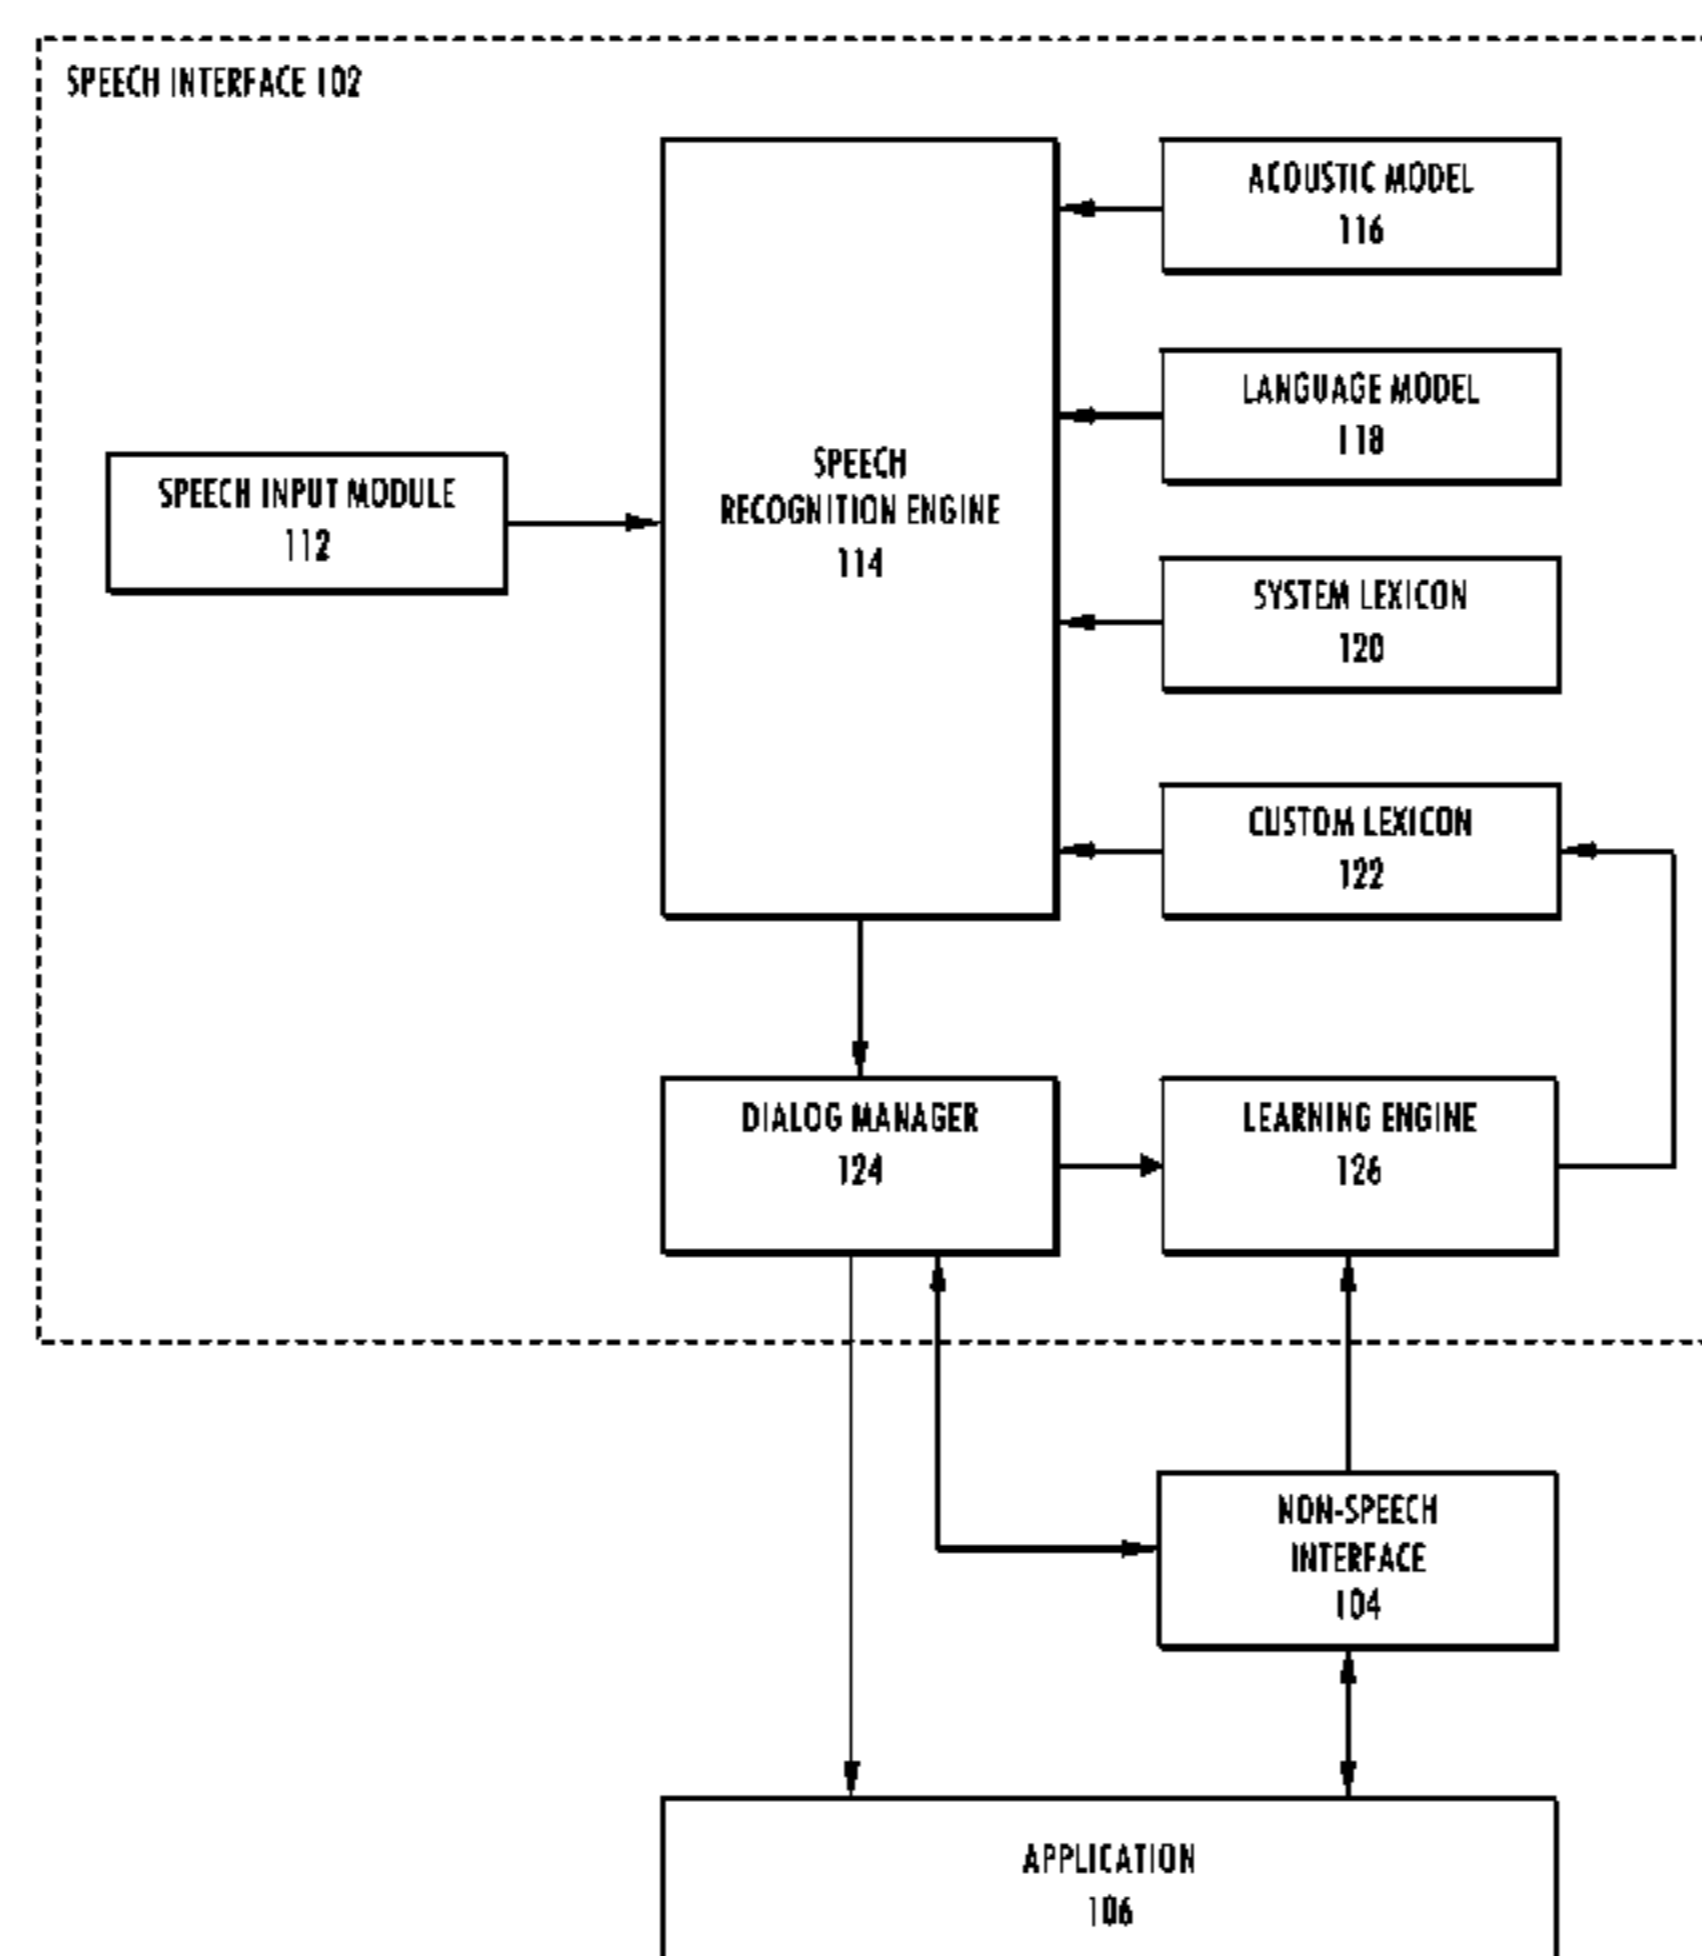 SPEECH INTERFACE 102
ACOUSTIC MODEL
116
LANGUAGE MODEL
118
SPEECH
RECOGNITION ENGINE
114
SPEECH INPUT MODULE
112
SYSTEM LEXICON
120
CUSTOM LEXICON
122
DIALOG MANAGER
124
LEARNING ENGINE
126
NON-SPEECH
INTERFACE
104
APPLICATION
106